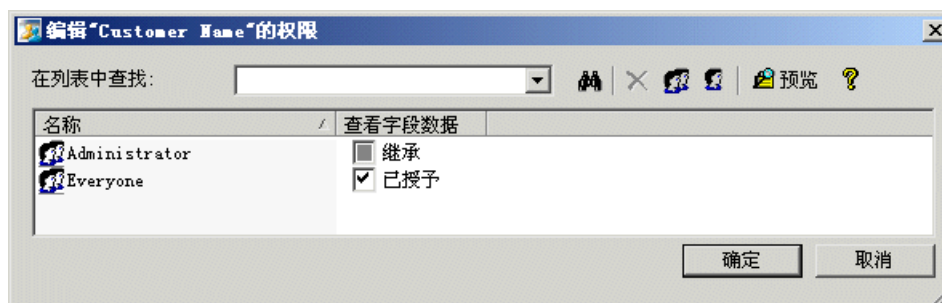 编辑"Customer Name"的权限
在列表中查找:
预览
名称 查看字段数据
Administrator 继承
Everyone 已授予
确定 取消